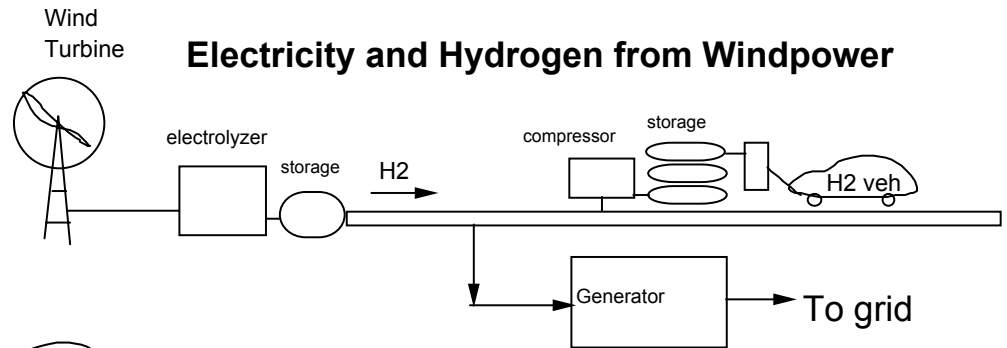 Wind
Turbine
Electricity and Hydrogen from Windpower
electrolyzer
storage
H2
compressor
storage
H2 veh
Generator
To grid